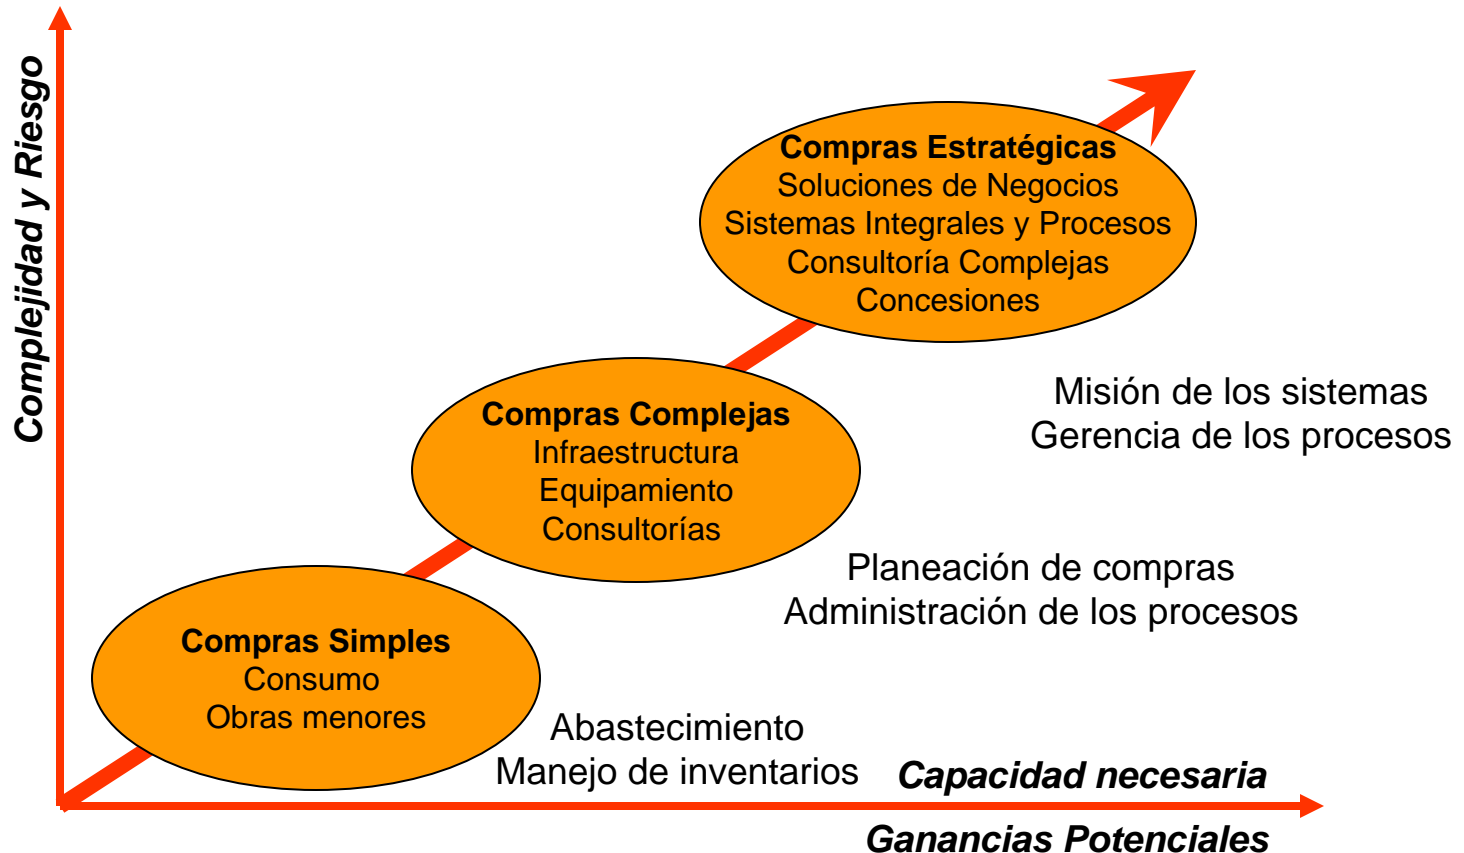 Complejidad y Riesgo
Compras Estratégicas
Soluciones de Negocios
Sistemas Integrales y Procesos
Consultoría Complejas
Concesiones
Misión de los sistemas
Gerencia de los procesos
Compras Complejas
Infraestructura
Equipamiento
Consultorías
Planeación de compras
Administración de los procesos
Compras Simples
Consumo
Obras menores
Abastecimiento
Manejo de inventarios
Capacidad necesaria
Ganancias Potenciales